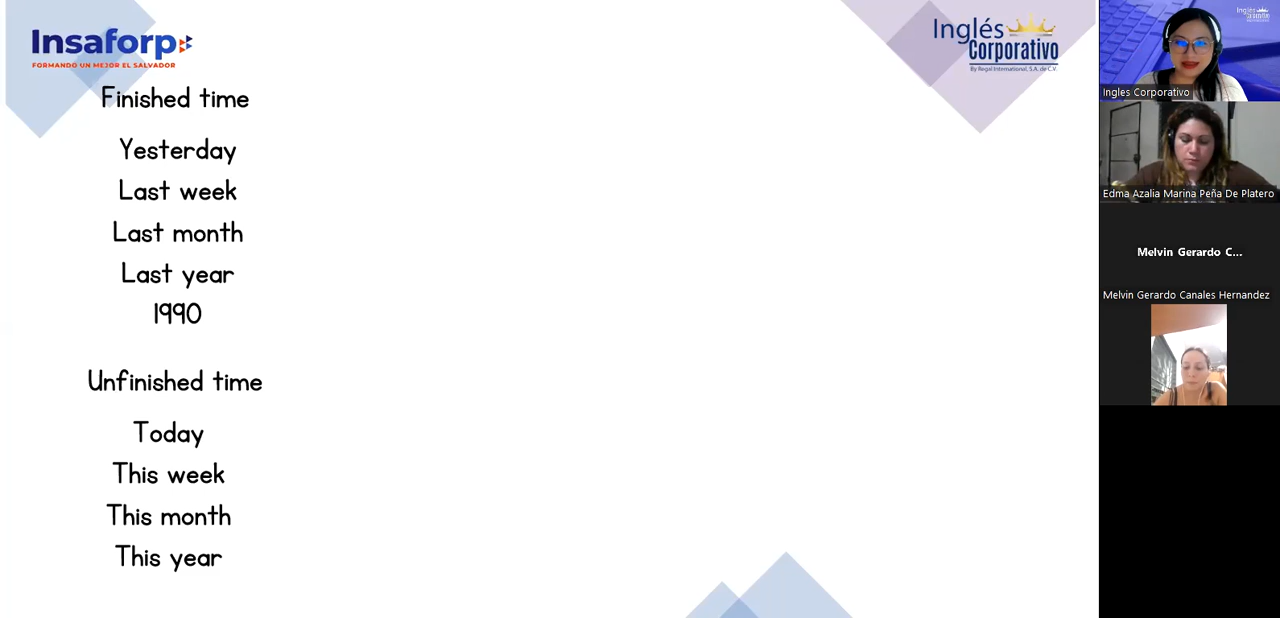 Insaforp
FORMANDO UN MEJOR EL SALVADOR
Inglés
Corporativo
By Regal International, S.A. de C.V.
Finished time
Yesterday
Last week
Last month
Last year
1990
Unfinished time
Today
This week
This month
This year
Ingles Corporativo
Edma Azalia Marina Peña De Platero
Melvin Gerardo C...
Melvin Gerardo Canales Hernandez